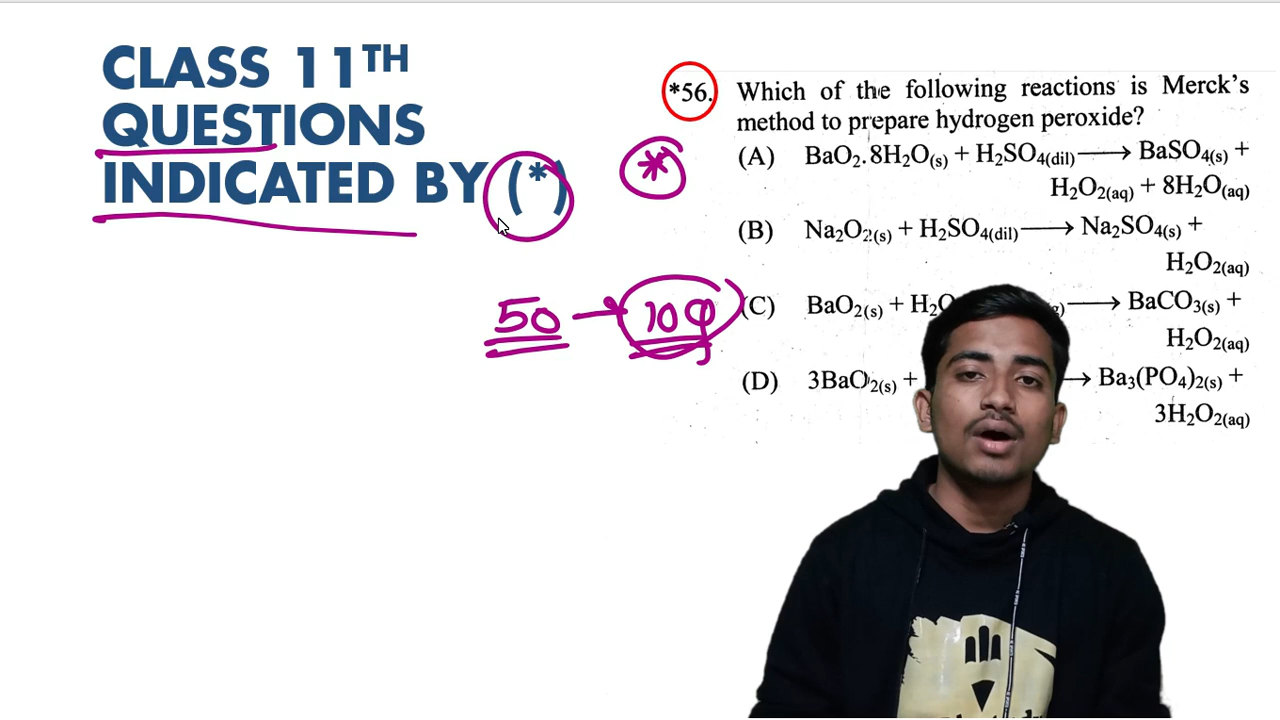 CLASS 11TH
QUESTIONS
INDICATED BY (*)
*
50 → 100
*56. Which of the following reactions is Merck's
method to prepare hydrogen peroxide?
(A) BaO₂.8H₂O(s) + H₂SO₄(dil) ⟶ BaSO₄(s) +
H₂O₂(aq) + 8H₂O(aq)
(B) Na₂O₂(s) + H₂SO₄(dil) ⟶ Na₂SO₄(s) +
H₂O₂(aq)
(C) BaO₂(s) + ⟶ BaCO₃(s) +
H₂O₂(aq)
(D) 3BaO₂(s) + → Ba₃(PO₄)₂(s) +
3H₂O₂(aq)